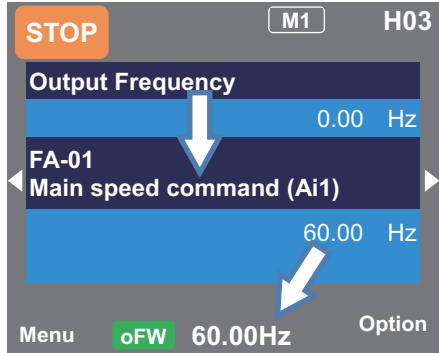 STOP M1 H03
Output Frequency
0.00 Hz
FA-01
Main speed command (Ai1)
60.00 Hz
Menu oFW 60.00Hz Option